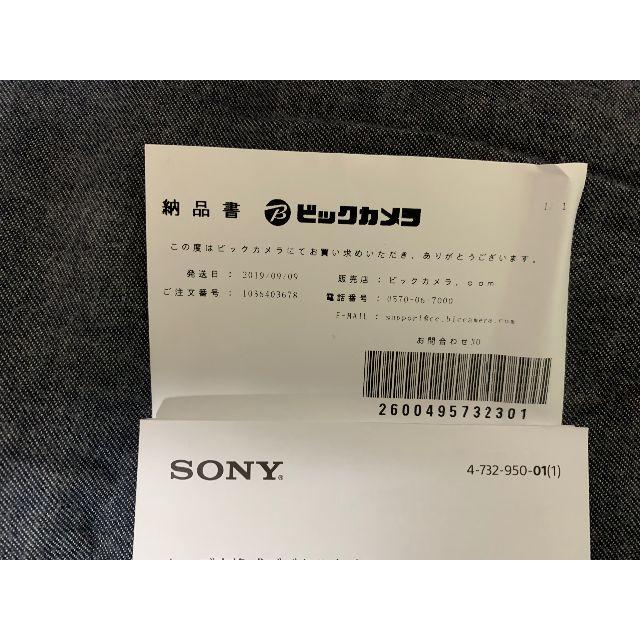 納品書 ビックカメラ 1/1
この度はビックカメラにてお買い求めいただき、ありがとうございます。
発送日：2019/09/09 販売店：ビックカメラ．com
ご注文番号：1036403678 電話番号：0570-06-7000
E-MAIL：support@cc.biccamera.com
お問合わせNO
2600495732301
SONY®
4-732-950-01(1)